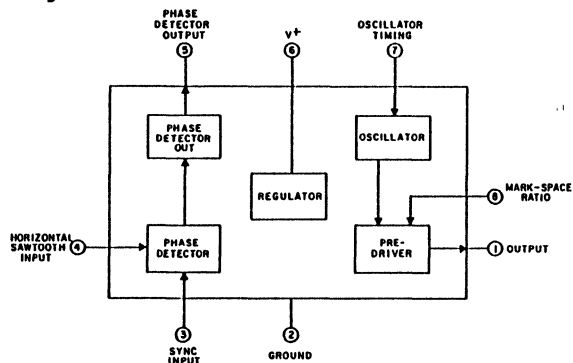 PHASE
DETECTOR
OUTPUT
5
V+
6
OSCILLATOR
TIMING
7
PHASE
DETECTOR
OUT
OSCILLATOR
REGULATOR
8
MARK-SPACE
RATIO
HORIZONTAL
SAWTOOTH
INPUT
4
PHASE
DETECTOR
PRE-
DRIVER
1
OUTPUT
3
SYNC
INPUT
2
GROUND